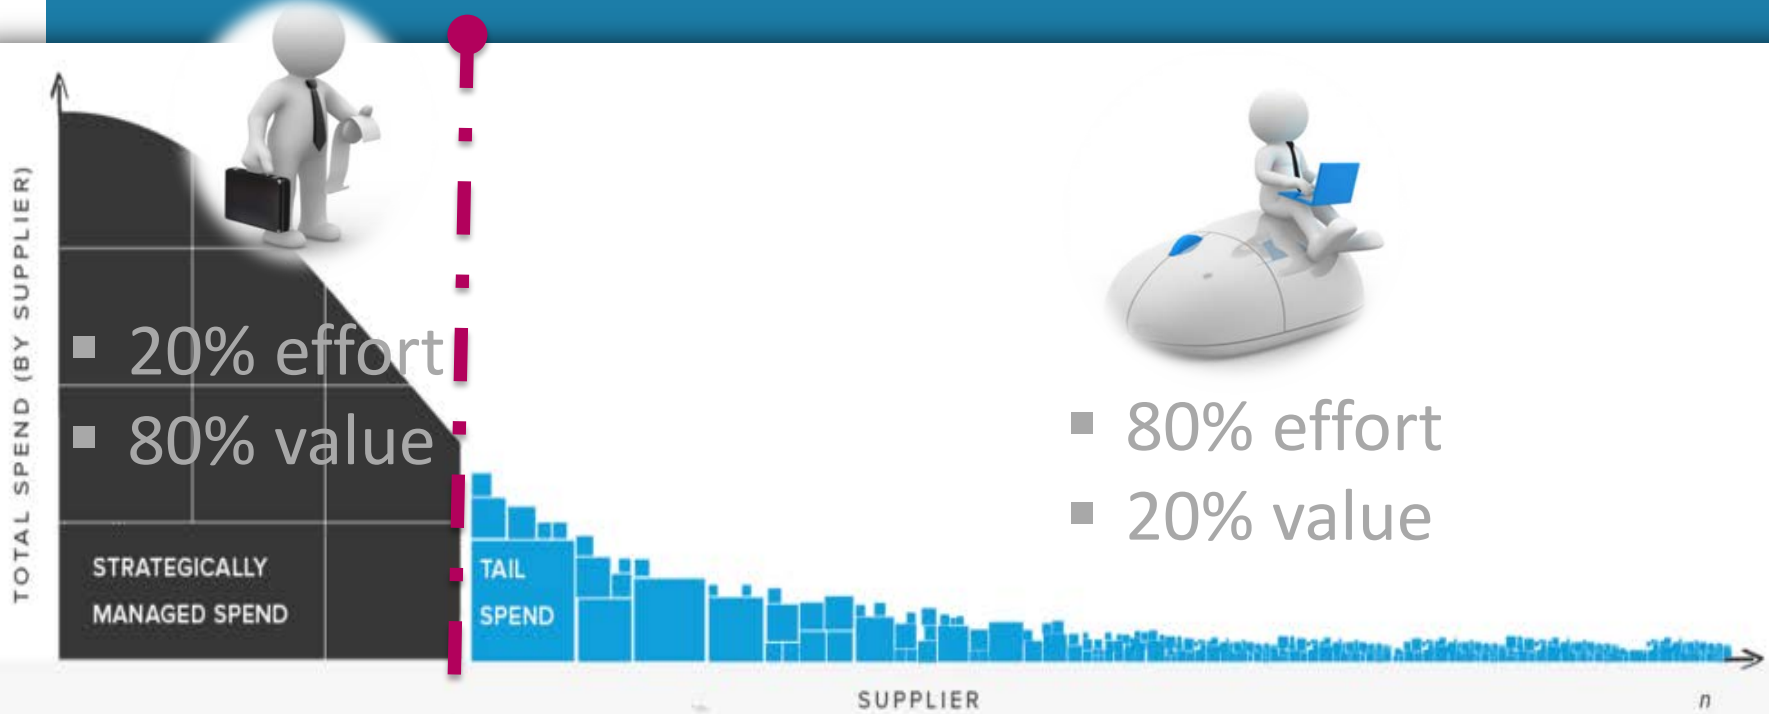 TOTAL SPEND (BY SUPPLIER)
▪ 20% effort
▪ 80% value
STRATEGICALLY
MANAGED SPEND
TAIL
SPEND
▪ 80% effort
▪ 20% value
SUPPLIER
n